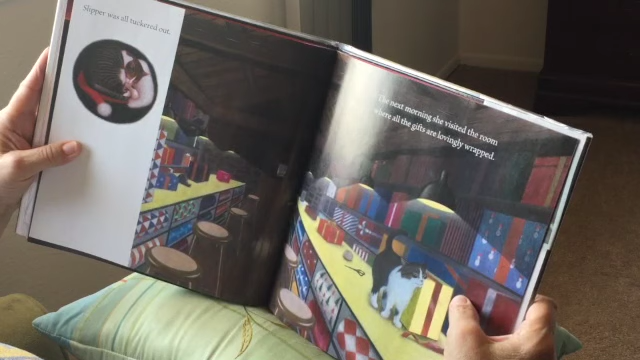 Slipper was all tuckered out.
The next morning she visited the room
where all the gifts are lovingly wrapped.